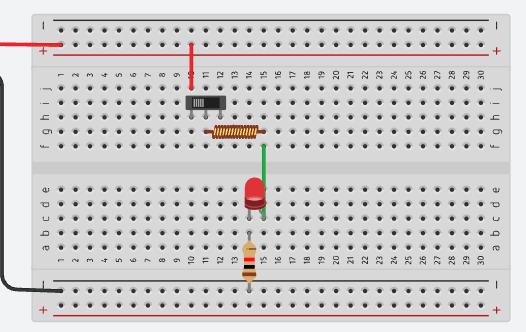 − −
+ +
1 2 3 4 5 6 7 8 9 10 11 12 13 14 15 16 17 18 19 20 21 22 23 24 25 26 27 28 29 30
j j
i i
h h
g g
f f
e e
d d
c c
b b
a a
1 2 3 4 5 6 7 8 9 10 11 12 13 14 15 16 17 18 19 20 21 22 23 24 25 26 27 28 29 30
− −
+ +